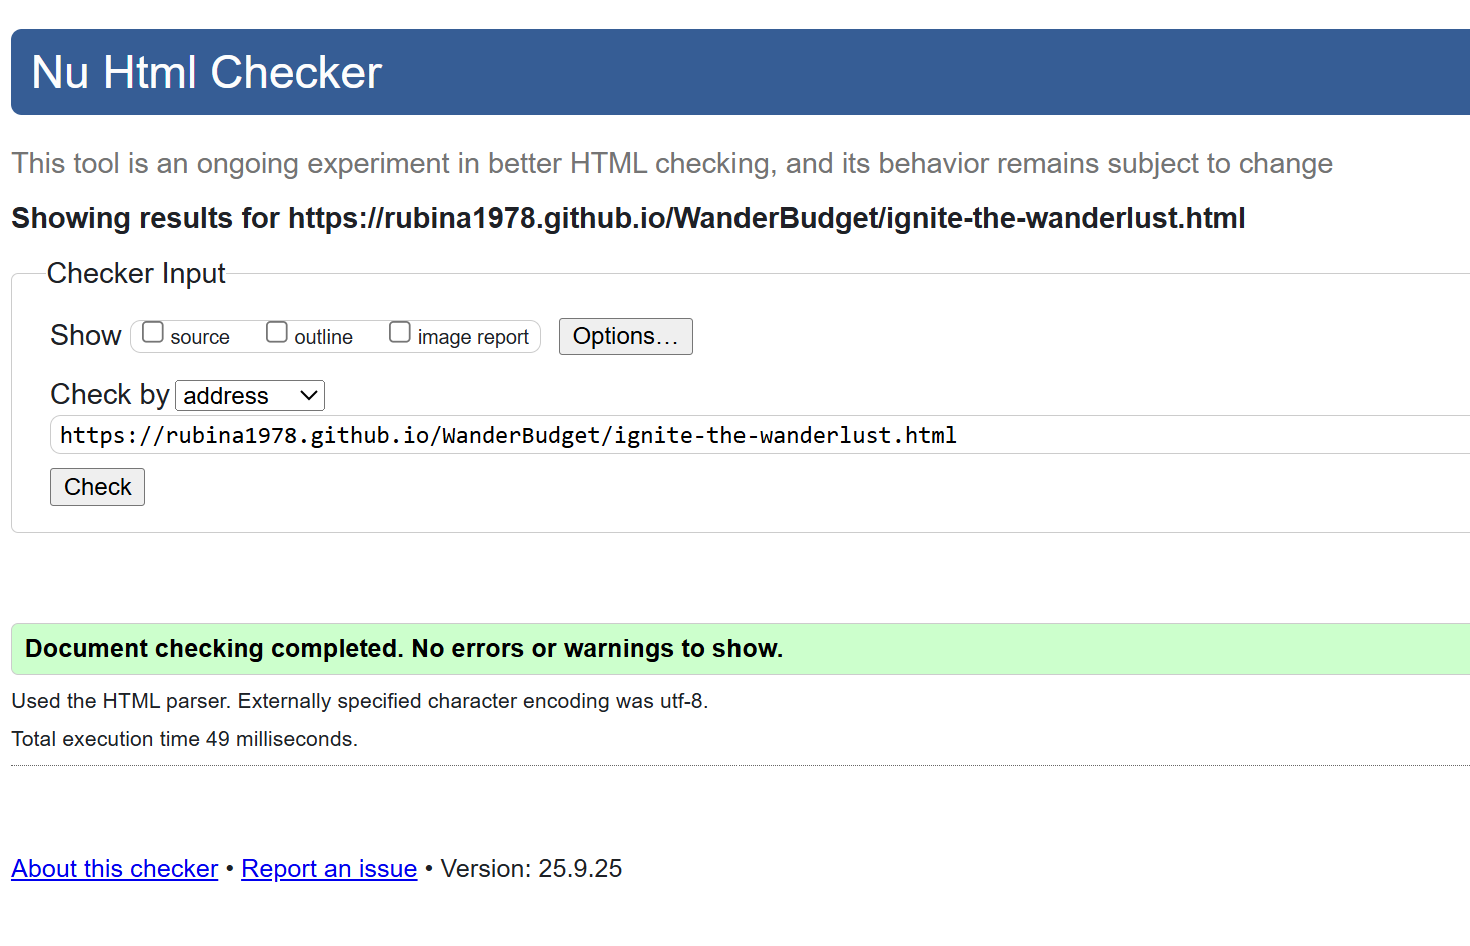 Nu Html Checker
This tool is an ongoing experiment in better HTML checking, and its behavior remains subject to change
Showing results for https://rubina1978.github.io/WanderBudget/ignite-the-wanderlust.html
Checker Input
Show source outline image report Options...
Check by address
https://rubina1978.github.io/WanderBudget/ignite-the-wanderlust.html
Check
Document checking completed. No errors or warnings to show.
Used the HTML parser. Externally specified character encoding was utf-8.
Total execution time 49 milliseconds.
About this checker • Report an issue • Version: 25.9.25